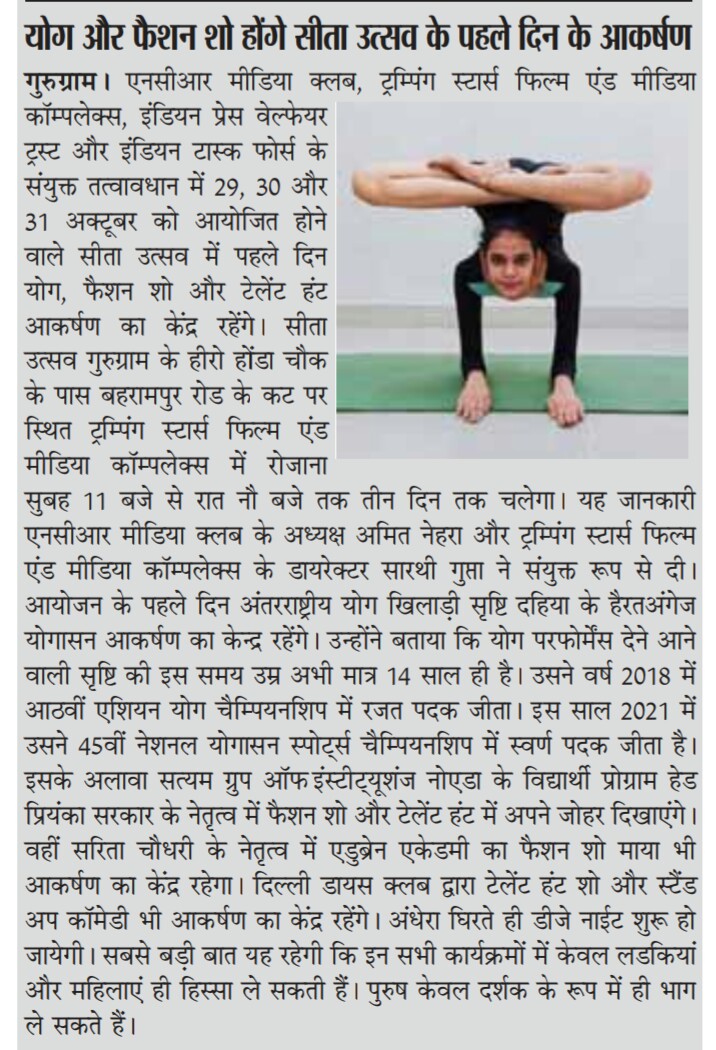 योग और फैशन शो होंगे सीता उत्सव के पहले दिन के आकर्षण
गुरुग्राम। एनसीआर मीडिया क्लब, ट्रम्पिंग स्टार्स फिल्म एंड मीडिया
कॉम्पलेक्स, इंडियन प्रेस वेल्फेयर
ट्रस्ट और इंडियन टास्क फोर्स के
संयुक्त तत्वावधान में 29, 30 और
31 अक्टूबर को आयोजित होने
वाले सीता उत्सव में पहले दिन
योग, फैशन शो और टेलेंट हंट
आकर्षण का केंद्र रहेंगे। सीता
उत्सव गुरुग्राम के हीरो होंडा चौक
के पास बहरामपुर रोड के कट पर
स्थित ट्रम्पिंग स्टार्स फिल्म एंड
मीडिया कॉम्पलेक्स में रोजाना
सुबह 11 बजे से रात नौ बजे तक तीन दिन तक चलेगा। यह जानकारी
एनसीआर मीडिया क्लब के अध्यक्ष अमित नेहरा और ट्रम्पिंग स्टार्स फिल्म
एंड मीडिया कॉम्पलेक्स के डायरेक्टर सारथी गुप्ता ने संयुक्त रूप से दी।
आयोजन के पहले दिन अंतरराष्ट्रीय योग खिलाड़ी सृष्टि दहिया के हैरतअंगेज
योगासन आकर्षण का केन्द्र रहेंगे। उन्होंने बताया कि योग परफोर्मेंस देने आने
वाली सृष्टि की इस समय उम्र अभी मात्र 14 साल ही है। उसने वर्ष 2018 में
आठवीं एशियन योग चैम्पियनशिप में रजत पदक जीता। इस साल 2021 में
उसने 45वीं नेशनल योगासन स्पोर्ट्स चैम्पियनशिप में स्वर्ण पदक जीता है।
इसके अलावा सत्यम ग्रुप ऑफ इंस्टीट्यूशंज नोएडा के विद्यार्थी प्रोग्राम हेड
प्रियंका सरकार के नेतृत्व में फैशन शो और टेलेंट हंट में अपने जोहर दिखाएंगे।
वहीं सरिता चौधरी के नेतृत्व में एडुब्रेन एकेडमी का फैशन शो माया भी
आकर्षण का केंद्र रहेगा। दिल्ली डायस क्लब द्वारा टेलेंट हंट शो और स्टैंड
अप कॉमेडी भी आकर्षण का केंद्र रहेंगे। अंधेरा घिरते ही डीजे नाईट शुरू हो
जायेगी। सबसे बड़ी बात यह रहेगी कि इन सभी कार्यक्रमों में केवल लडकियां
और महिलाएं ही हिस्सा ले सकती हैं। पुरुष केवल दर्शक के रूप में ही भाग
ले सकते हैं।